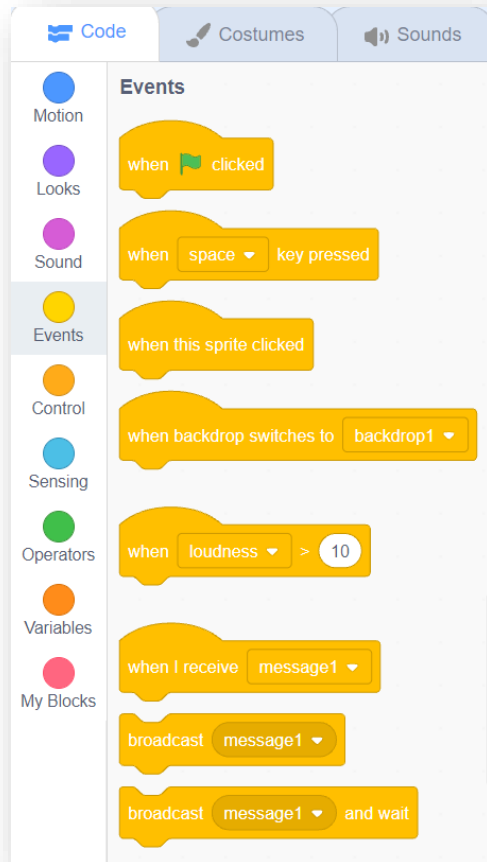 Code
Costumes
Sounds
Motion
Looks
Sound
Events
Control
Sensing
Operators
Variables
My Blocks
Events
when clicked
when space key pressed
when this sprite clicked
when backdrop switches to backdrop1
when loudness > 10
when I receive message1
broadcast message1
broadcast message1 and wait